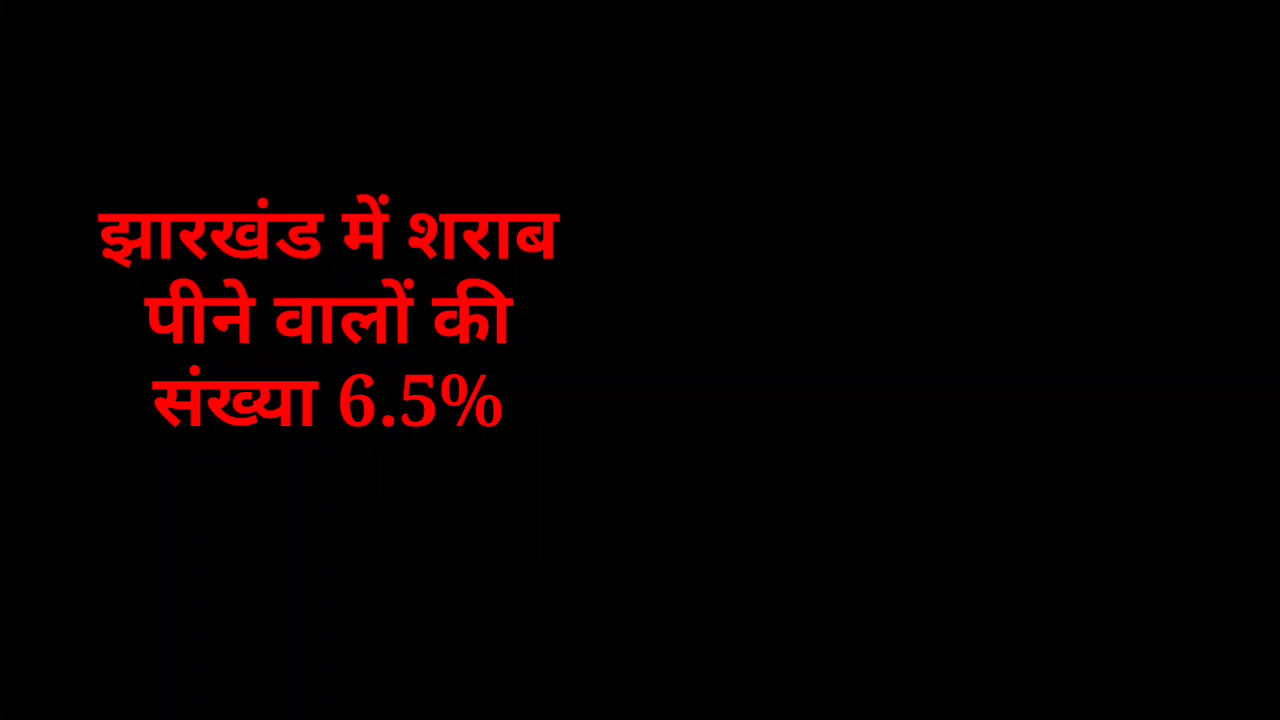 झारखंड में शराब
पीने वालों की
संख्या 6.5%